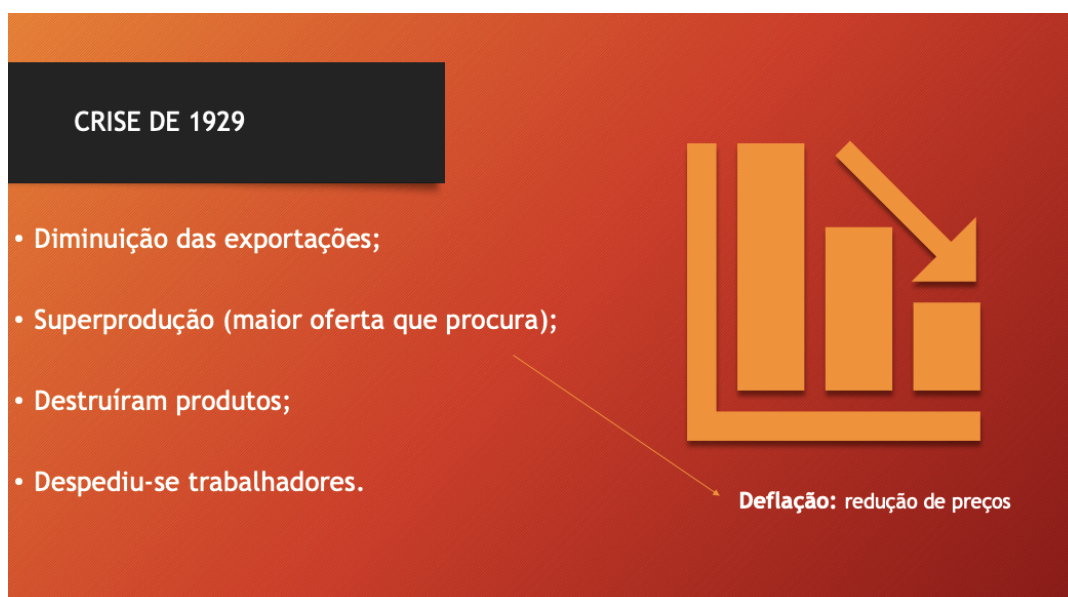 CRISE DE 1929
• Diminuição das exportações;
• Superprodução (maior oferta que procura);
• Destruíram produtos;
• Despediu-se trabalhadores.
Deflação: redução de preços